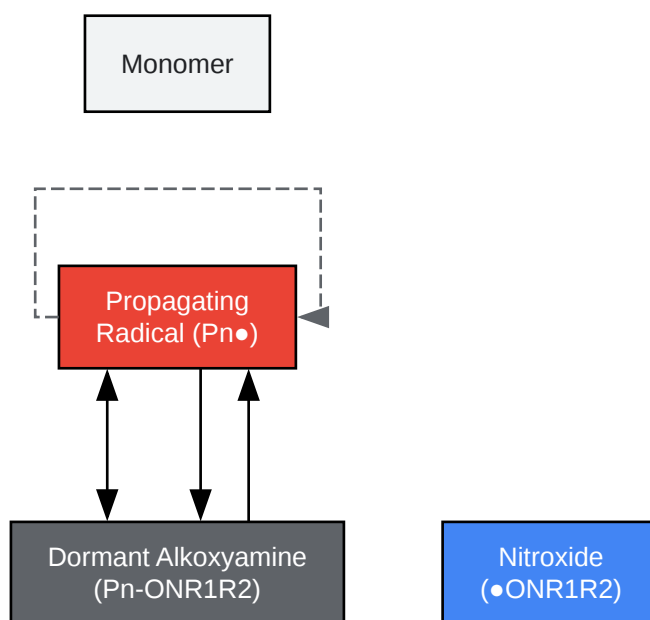 Monomer
Propagating
Radical (Pn●)
Dormant Alkoxyamine
(Pn-ONR1R2)
Nitroxide
(●ONR1R2)